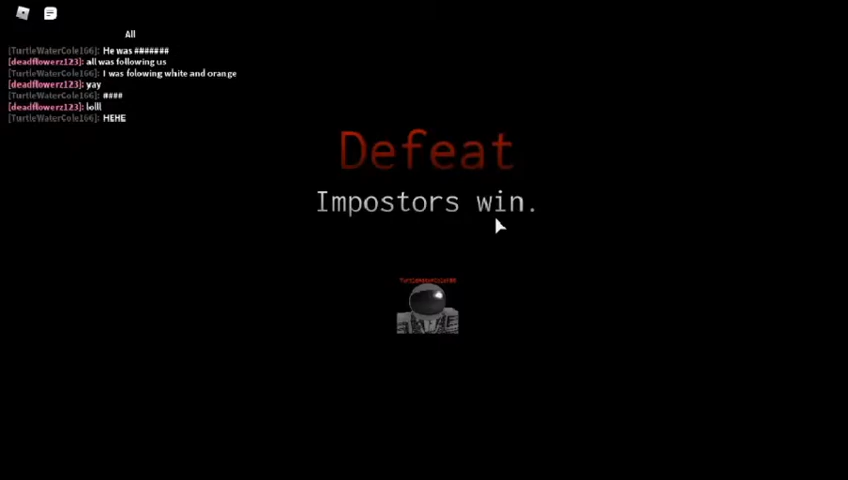 All
[TurtleWaterCole166]: He was #######
[deadflowerz123]: all was following us
[TurtleWaterCole166]: I was folowing white and orange
[deadflowerz123]: yay
[TurtleWaterCole166]: ####
[deadflowerz123]: lolll
[TurtleWaterCole166]: HEHE
Defeat
Impostors win.